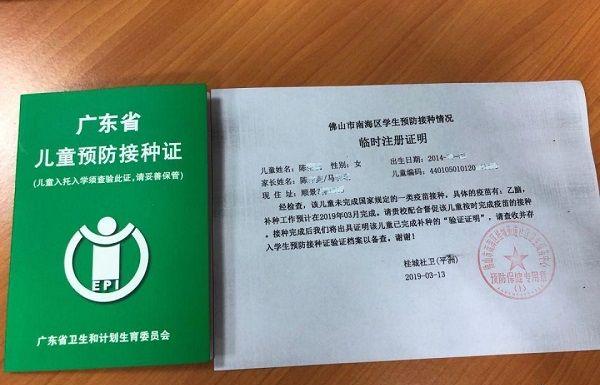 广东省
儿童预防接种证
(儿童入托入学须查验此证,请妥善保管)
EPI
广东省卫生和计划生育委员会
佛山市南海区学生预防接种情况
临时注册证明
儿童姓名:陈 性别:女 出生日期:2014-
家长姓名:陈 /马 儿童编码:440105010120
现 住 址:顺景
经检查,该儿童未完成国家规定的一类疫苗接种,具体的疫苗有:乙脑,
补种工作预计在2019年03月完成。请贵校配合督促该儿童按时完成疫苗的接种
,接种完成后我们将出具证明该儿童已完成补种的“验证证明”,请查收并存
入学生预防接种证验证档案以备查,谢谢!
桂城社卫(平洲)
2019-03-13
预防保健专用章
(1)